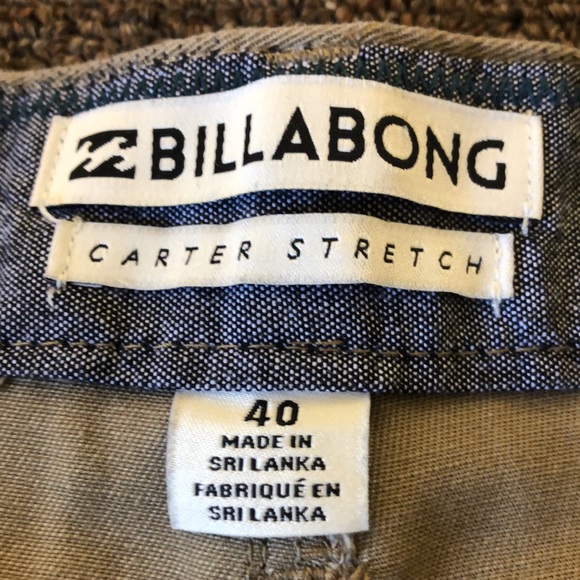 BILLABONG
CARTER STRETCH
40
MADE IN
SRI LANKA
FABRIQUÉ EN
SRI LANKA